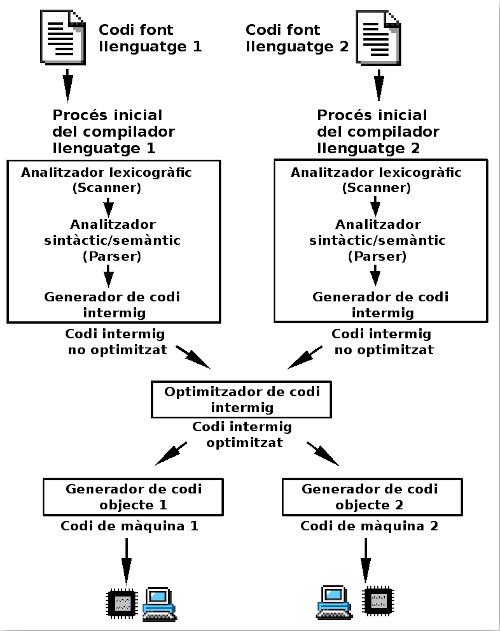 Codi font
llenguatge 1
Codi font
llenguatge 2
Procés inicial
del compilador
llenguatge 1
Procés inicial
del compilador
llenguatge 2
Analitzador lexicogràfic
(Scanner)
Analitzador
sintàctic/semàntic
(Parser)
Generador de codi
intermig
Analitzador lexicogràfic
(Scanner)
Analitzador
sintàctic/semàntic
(Parser)
Generador de codi
intermig
Codi intermig
no optimitzat
Codi intermig
no optimitzat
Optimitzador de codi
intermig
Codi intermig
optimitzat
Generador de codi
objecte 1
Generador de codi
objecte 2
Codi de màquina 1
Codi de màquina 2